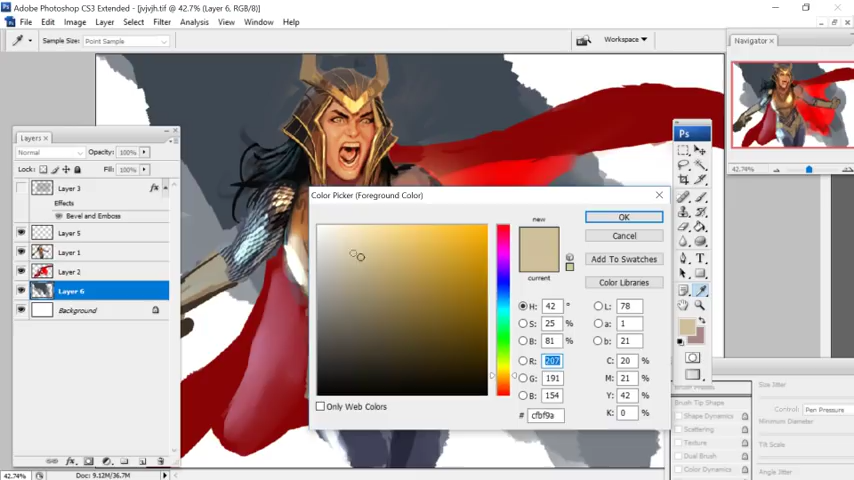 Adobe Photoshop CS3 Extended - [jvjvjh.tif @ 42.7% (Layer 6, RGB/8)]
File Edit Image Layer Select Filter Analysis View Window Help
Sample Size: Point Sample
Workspace
Navigator
42.74%
Layers
Normal Opacity: 100%
Lock: Fill: 100%
Layer 3
Effects
Bevel and Emboss
Layer 5
Layer 1
Layer 2
Layer 6
Background
Color Picker (Foreground Color)
new
current
OK
Cancel
Add To Swatches
Color Libraries
H: 42 ° L: 78
S: 25 % a: 1
B: 81 % b: 21
R: 207 C: 20 %
G: 191 M: 21 %
B: 154 Y: 42 %
# cfbf9a K: 0 %
Only Web Colors
Ps
Brush Presets
Brush Tip Shape
Shape Dynamics
Scattering
Texture
Dual Brush
Color Dynamics
Size Jitter
Control: Pen Pressure
Minimum Diameter
Tilt Scale
Angle Jitter
42.74% Doc: 9.12M/36.7M